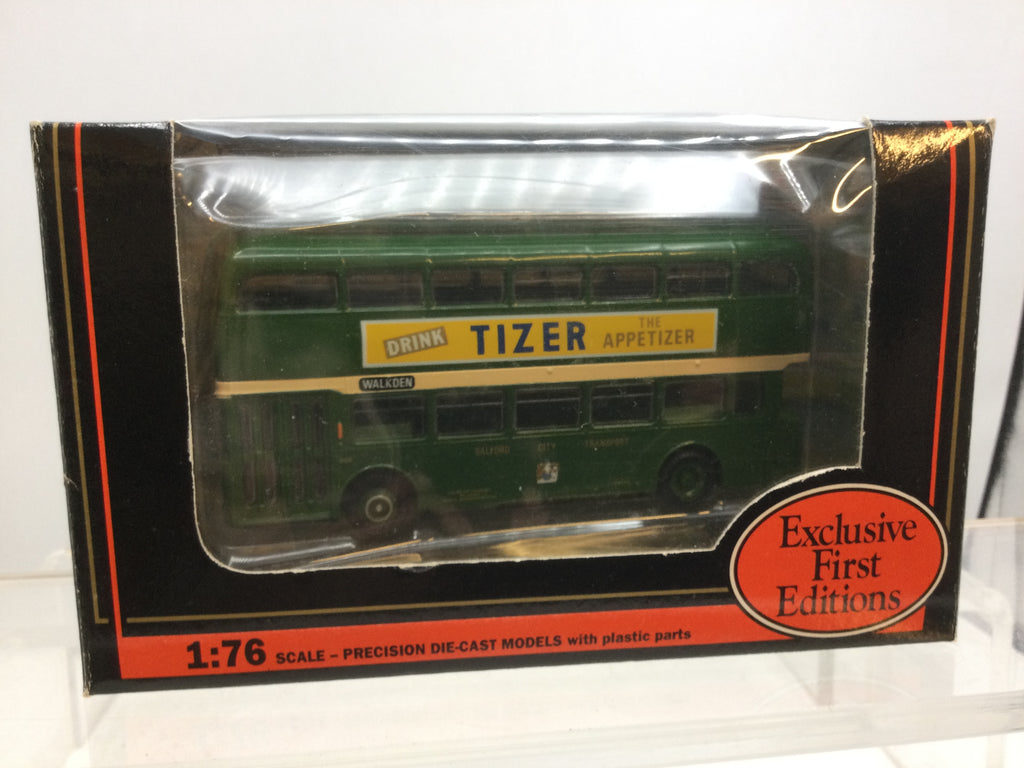 DRINK TIZER THE APPETIZER
WALKDEN
SALFORD CITY TRANSPORT
Exclusive
First
Editions
1:76 SCALE – PRECISION DIE-CAST MODELS with plastic parts